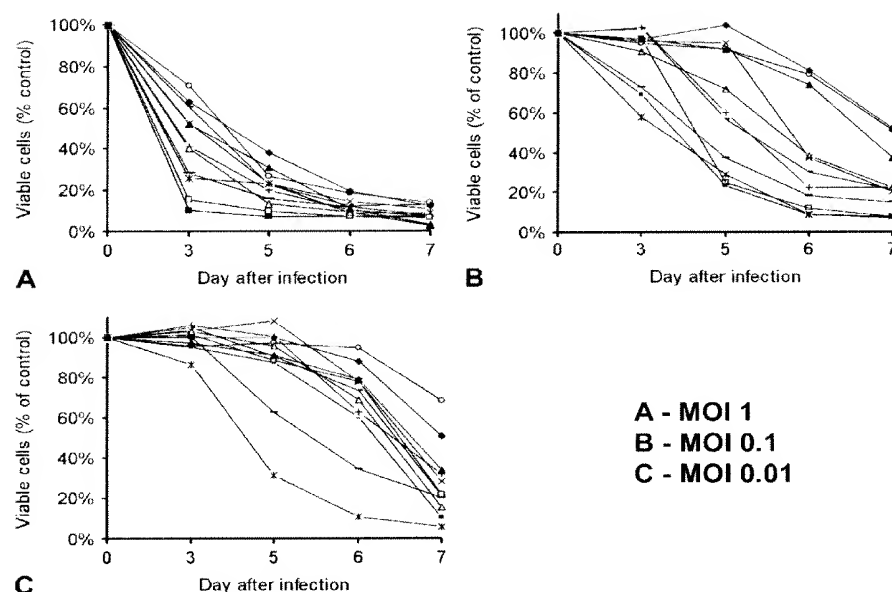 100%
80%
60%
40%
20%
0%
Viable cells (% control)
0 3 5 6 7
Day after infection
A
100%
80%
60%
40%
20%
0%
Viable cells (% of control)
0 3 5 6 7
Day after infection
B
100%
80%
60%
40%
20%
0%
Viable cells (% of control)
0 3 5 6 7
Day after infection
C
A - MOI 1
B - MOI 0.1
C - MOI 0.01